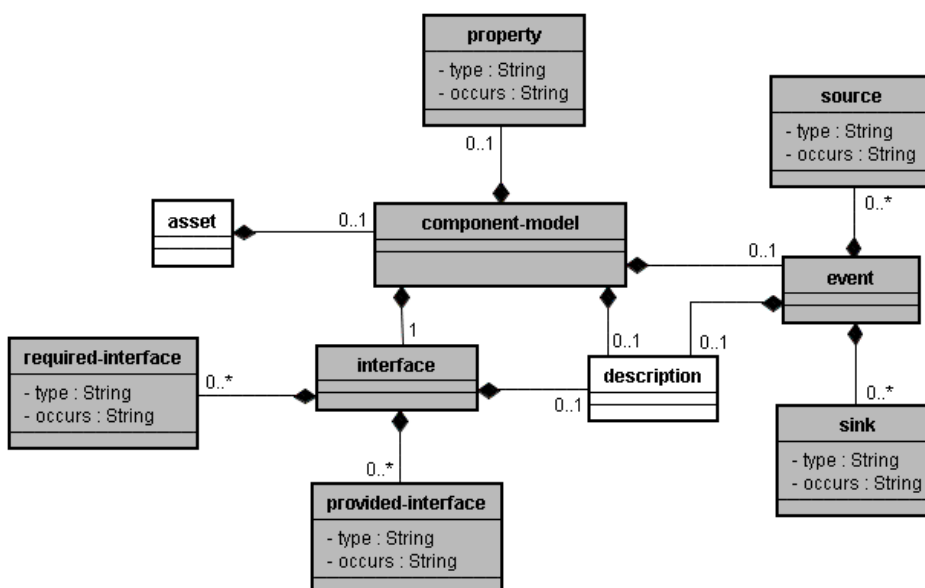 property
- type : String
- occurs : String
0..1
source
- type : String
- occurs : String
0..*
asset
0..1
component-model
0..1
event
1
0..1
0..1
required-interface
- type : String
- occurs : String
0..*
interface
0..1
description
0..*
sink
- type : String
- occurs : String
0..*
provided-interface
- type : String
- occurs : String